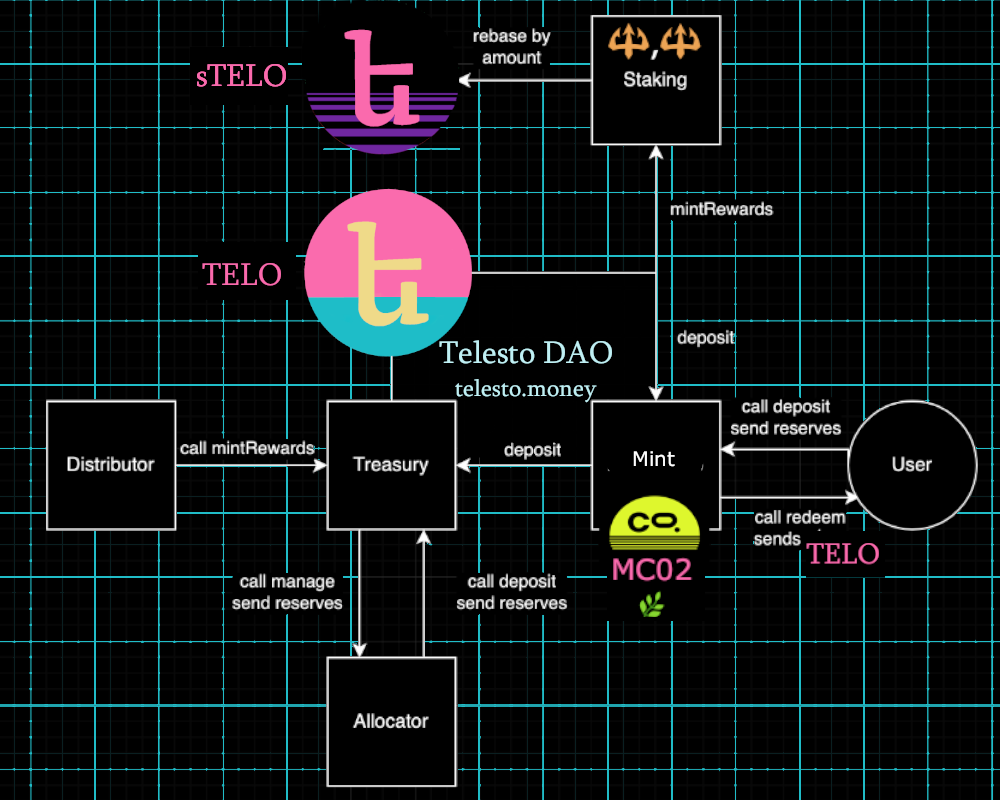 rebase by
amount
sTELO
,
Staking
mintRewards
TELO
deposit
Telesto DAO
telesto.money
call deposit
send reserves
call mintRewards
deposit
Distributor
Treasury
Mint
User
call redeem
sends
TELO
CO.
MC02
call manage
send reserves
call deposit
send reserves
Allocator